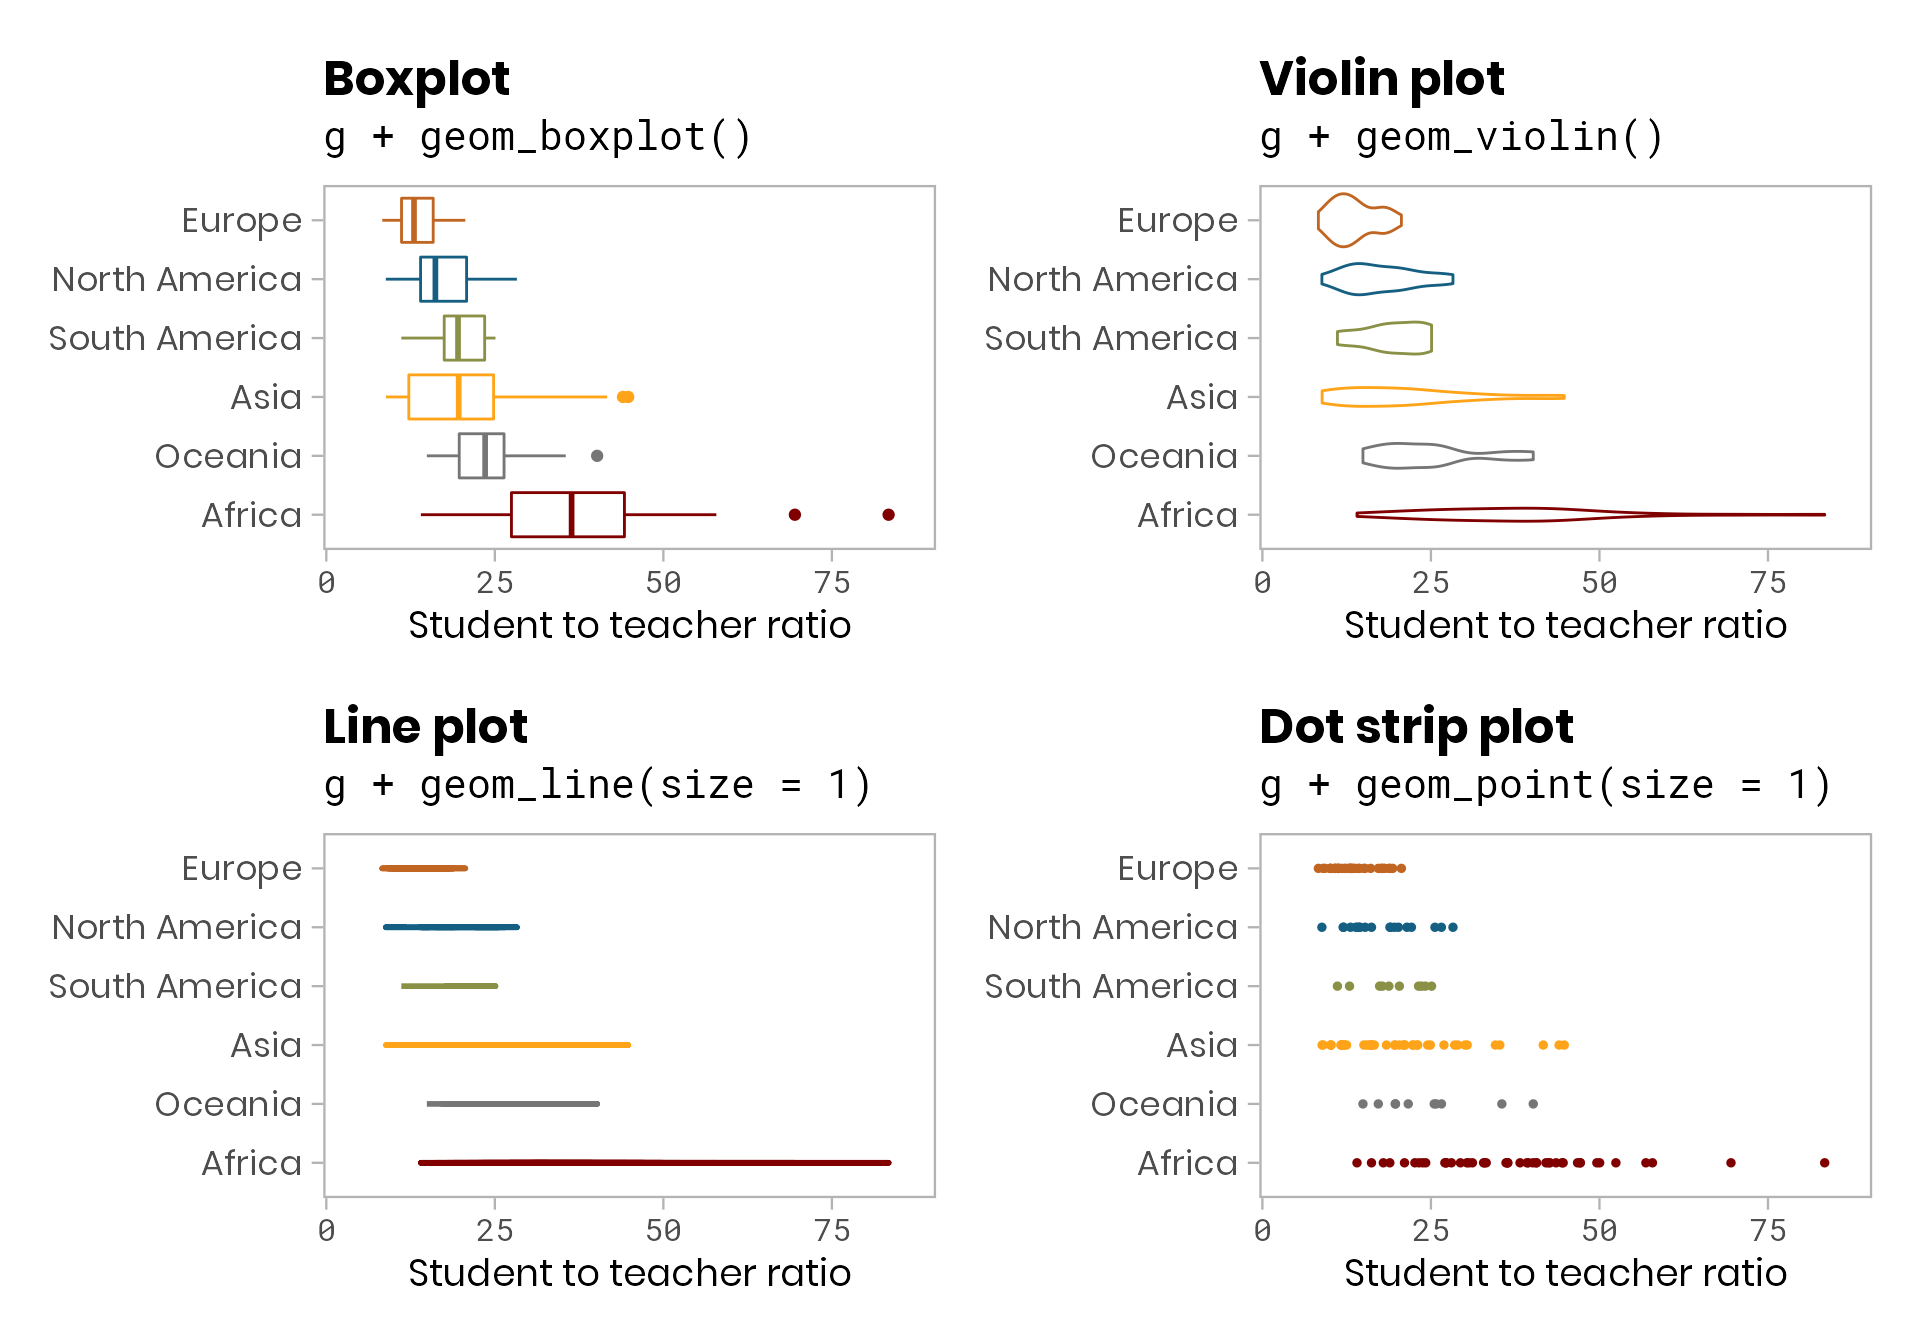 Boxplot
g + geom_boxplot()
Europe
North America
South America
Asia
Oceania
Africa
0 25 50 75
Student to teacher ratio
Violin plot
g + geom_violin()
Europe
North America
South America
Asia
Oceania
Africa
0 25 50 75
Student to teacher ratio
Line plot
g + geom_line(size = 1)
Europe
North America
South America
Asia
Oceania
Africa
0 25 50 75
Student to teacher ratio
Dot strip plot
g + geom_point(size = 1)
Europe
North America
South America
Asia
Oceania
Africa
0 25 50 75
Student to teacher ratio